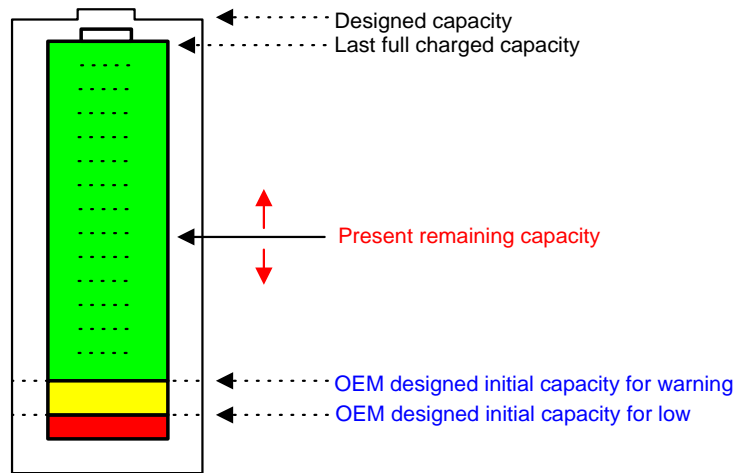 Designed capacity
Last full charged capacity
Present remaining capacity
OEM designed initial capacity for warning
OEM designed initial capacity for low